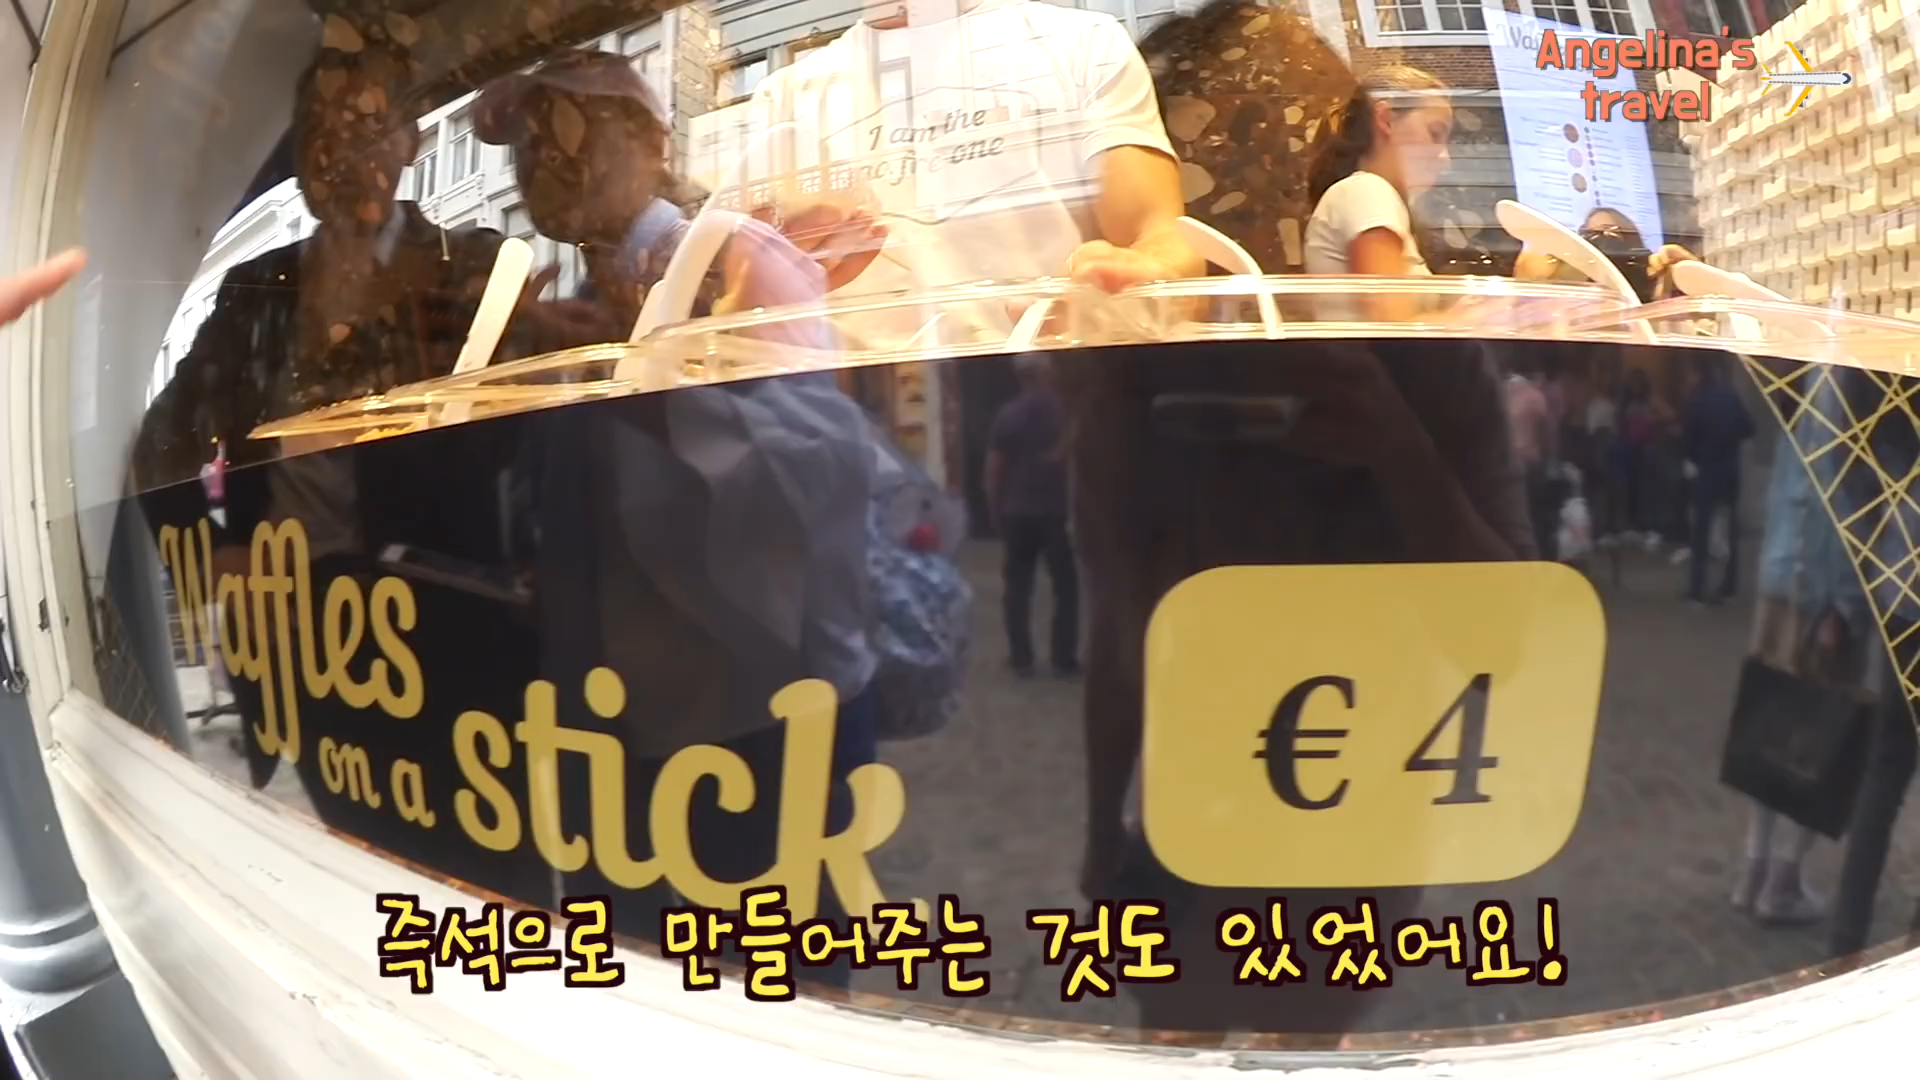 Angelina's
travel
I am the
one
Waffles
on a stick
€ 4
즉석으로 만들어주는 것도 있었어요!